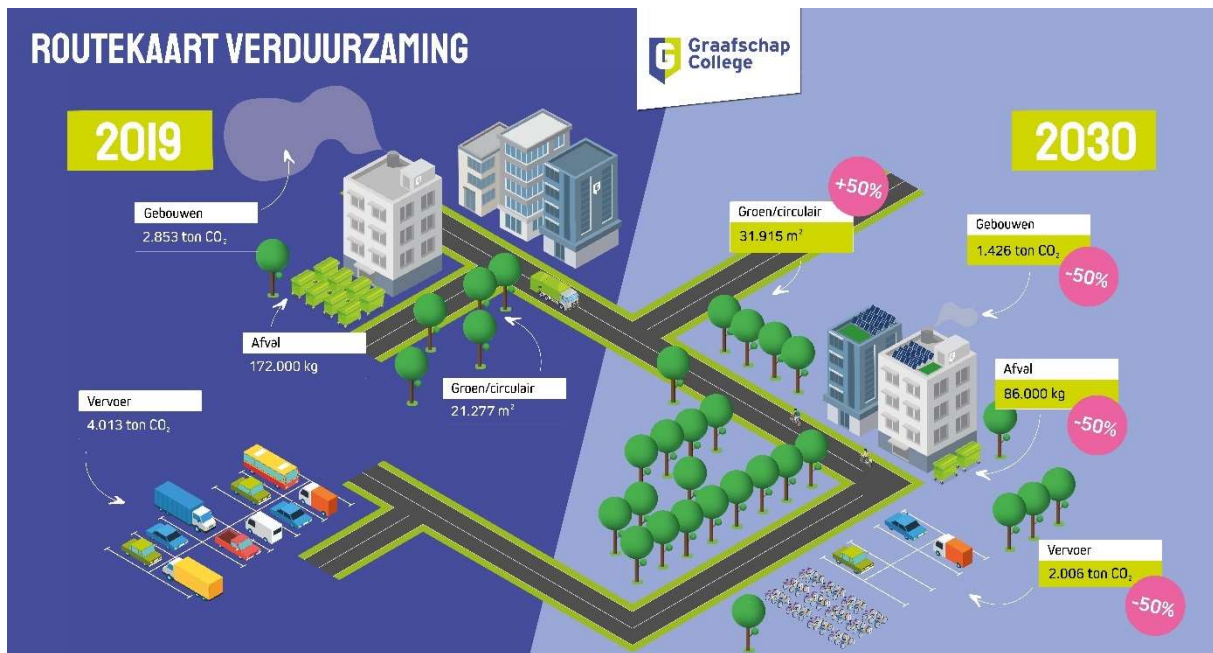 ROUTEKAART VERDUURZAMING
Graafschap
College
2019
Gebouwen
2.853 ton CO₂
Afval
172.000 kg
Groen/circulair
21.277 m²
Vervoer
4.013 ton CO₂
2030
+50%
Groen/circulair
31.915 m²
Gebouwen
1.426 ton CO₂
-50%
Afval
86.000 kg
-50%
Vervoer
2.006 ton CO₂
-50%